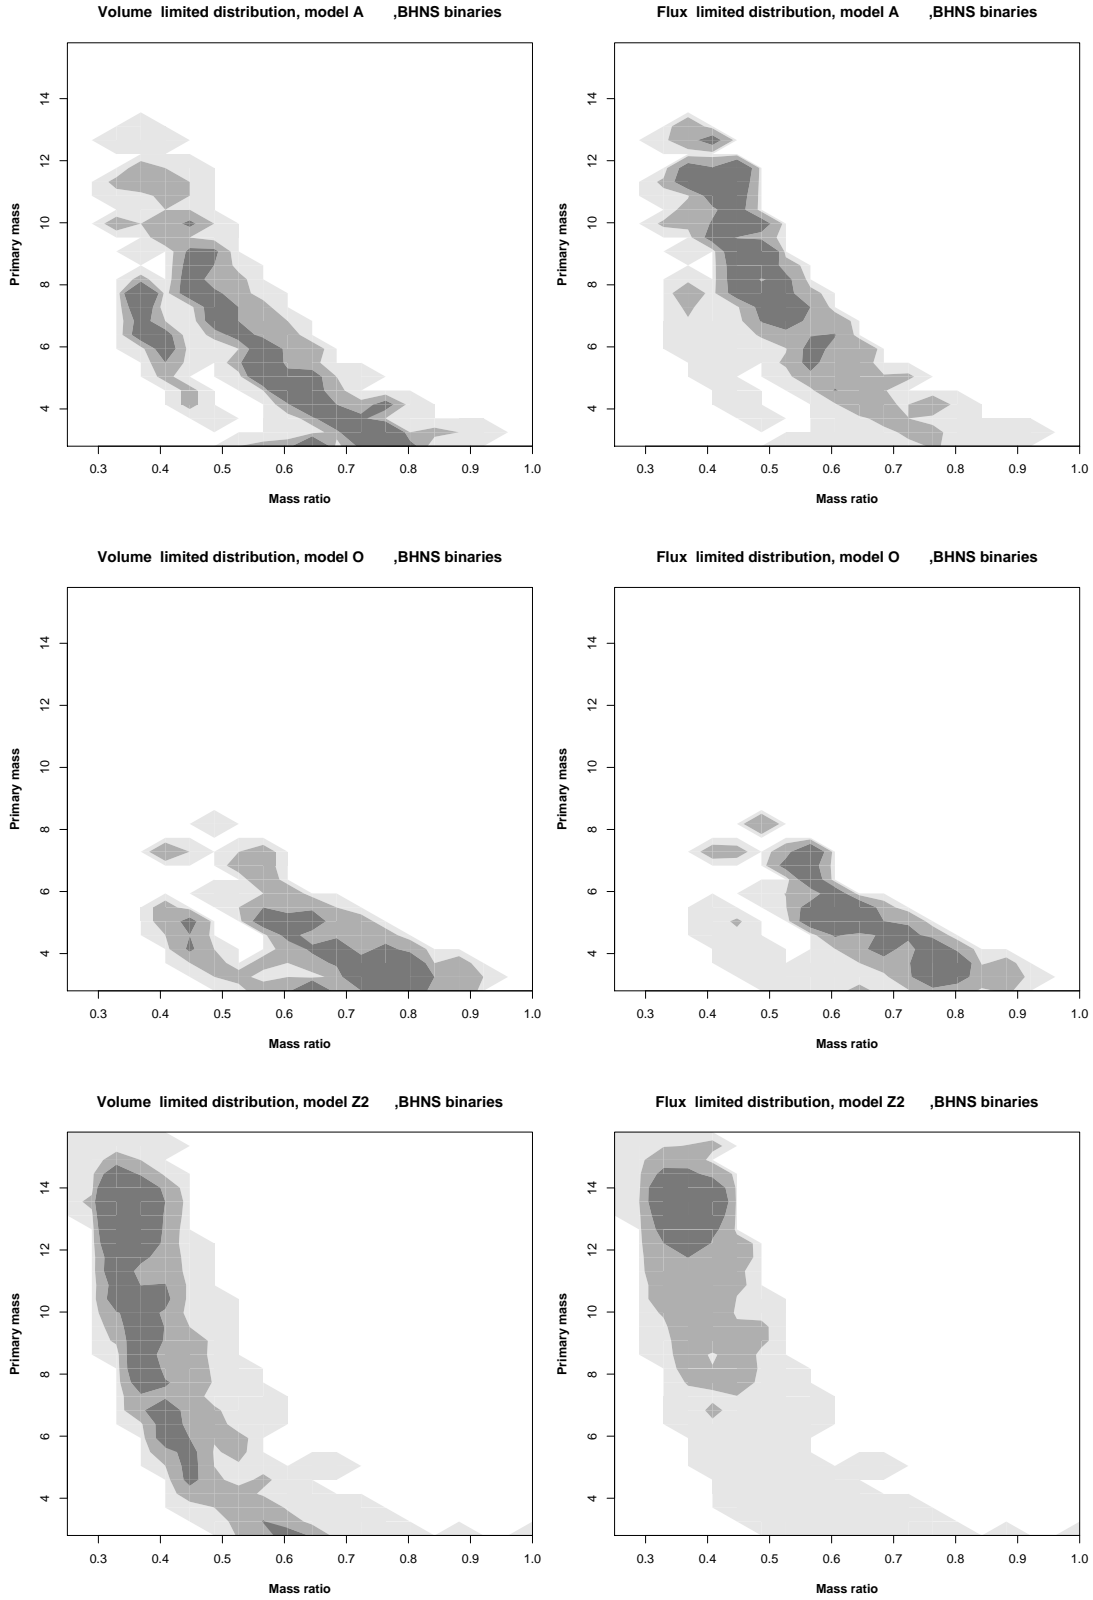 Volume limited distribution, model A ,BHNS binaries
Primary mass
14
12
10
8
6
4
0.3 0.4 0.5 0.6 0.7 0.8 0.9 1.0
Mass ratio
Flux limited distribution, model A ,BHNS binaries
Primary mass
14
12
10
8
6
4
0.3 0.4 0.5 0.6 0.7 0.8 0.9 1.0
Mass ratio
Volume limited distribution, model O ,BHNS binaries
Primary mass
14
12
10
8
6
4
0.3 0.4 0.5 0.6 0.7 0.8 0.9 1.0
Mass ratio
Flux limited distribution, model O ,BHNS binaries
Primary mass
14
12
10
8
6
4
0.3 0.4 0.5 0.6 0.7 0.8 0.9 1.0
Mass ratio
Volume limited distribution, model Z2 ,BHNS binaries
Primary mass
14
12
10
8
6
4
0.3 0.4 0.5 0.6 0.7 0.8 0.9 1.0
Mass ratio
Flux limited distribution, model Z2 ,BHNS binaries
Primary mass
14
12
10
8
6
4
0.3 0.4 0.5 0.6 0.7 0.8 0.9 1.0
Mass ratio